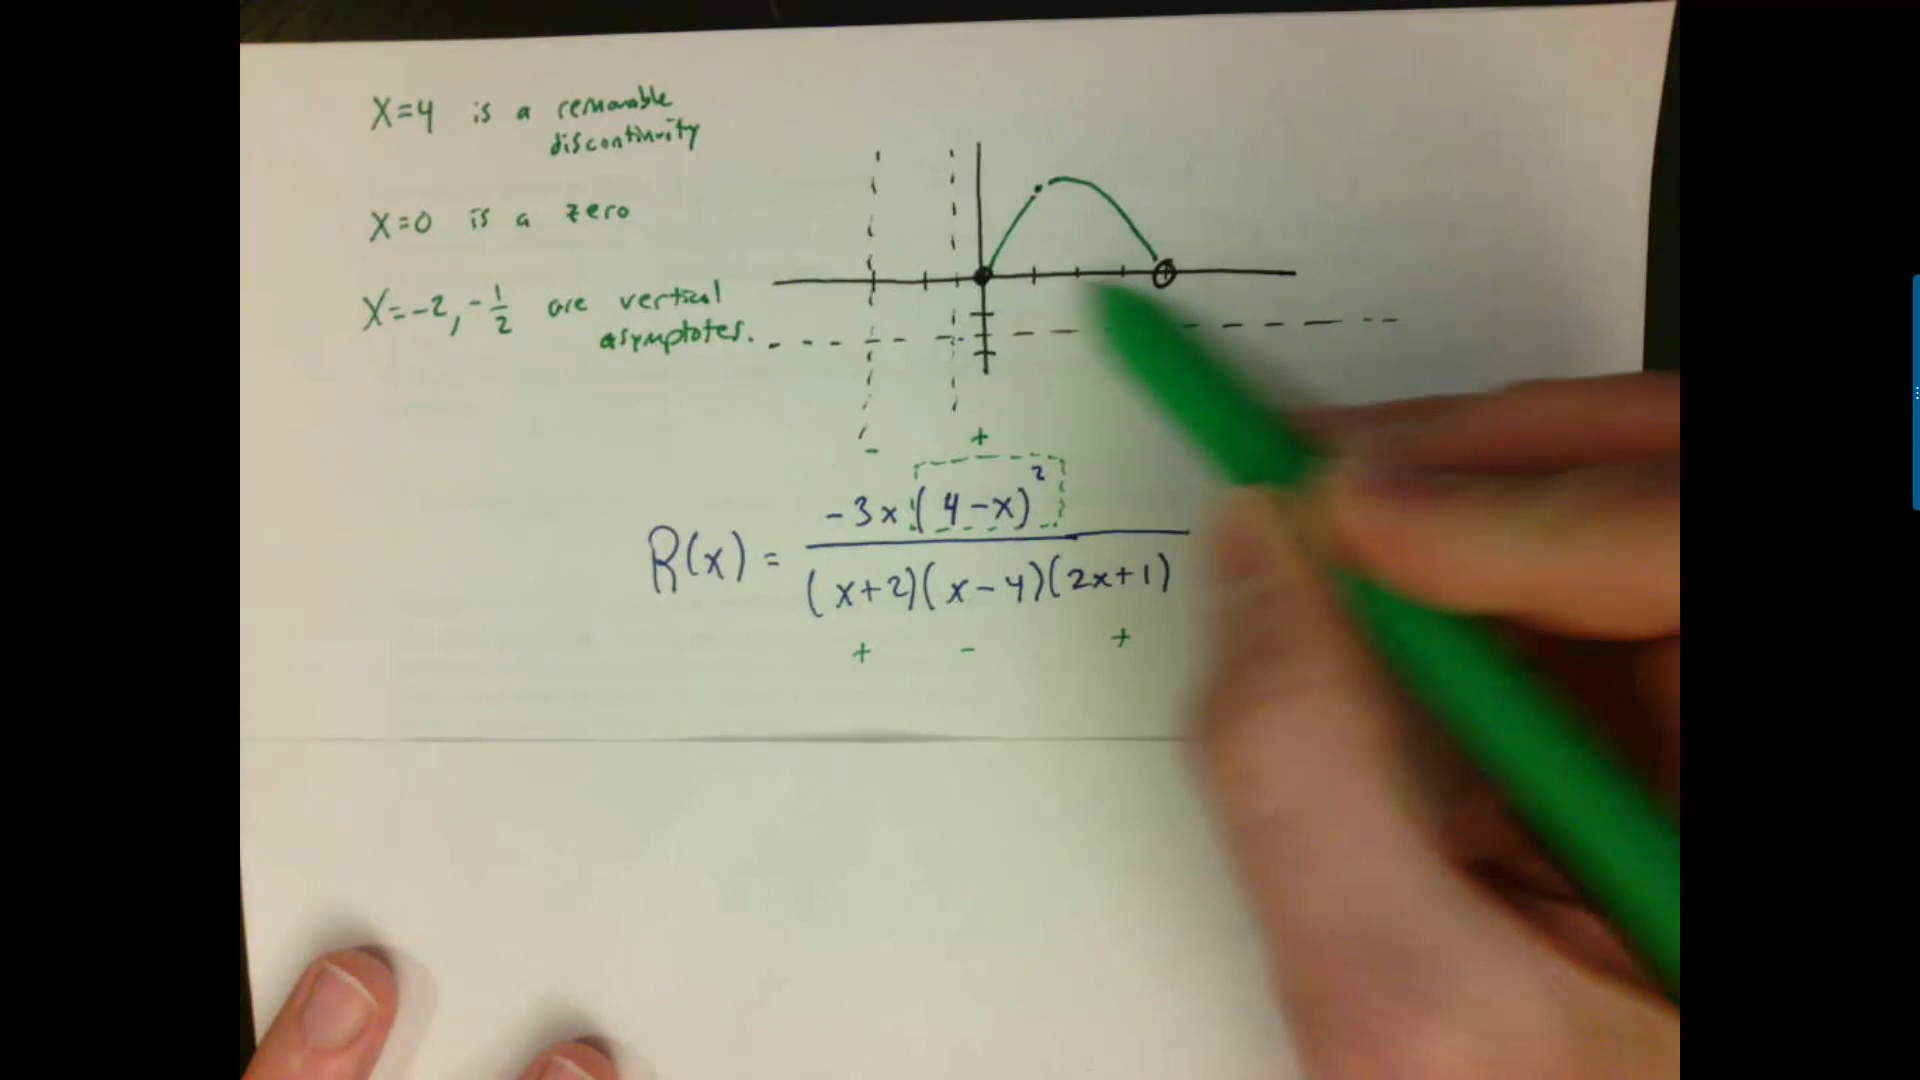 X=4 is a removable
discontinuity
X=0 is a zero
X=-2, -1/2 are vertical
asymptotes.
- +
R(x) = -3x(4-x)²
(x+2)(x-4)(2x+1)
+ - +